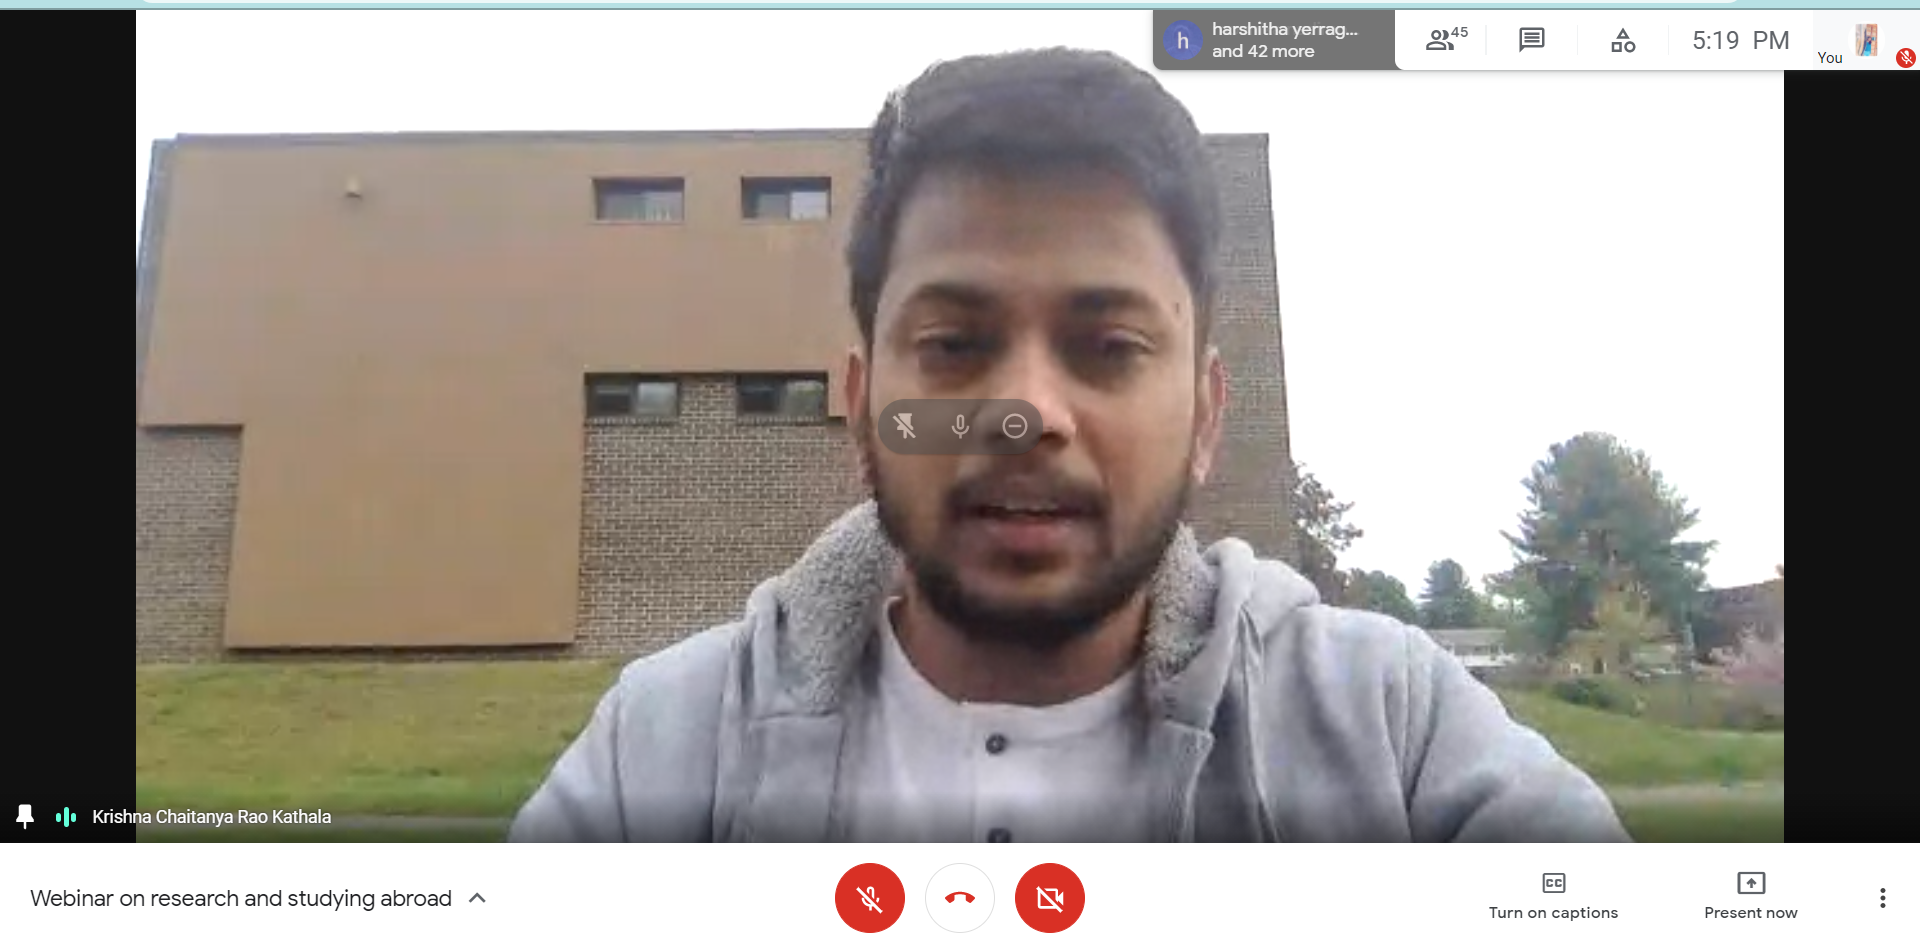 h
harshitha yerrag...
and 42 more
45
5:19 PM
You
Krishna Chaitanya Rao Kathala
Webinar on research and studying abroad
CC
Turn on captions
Present now